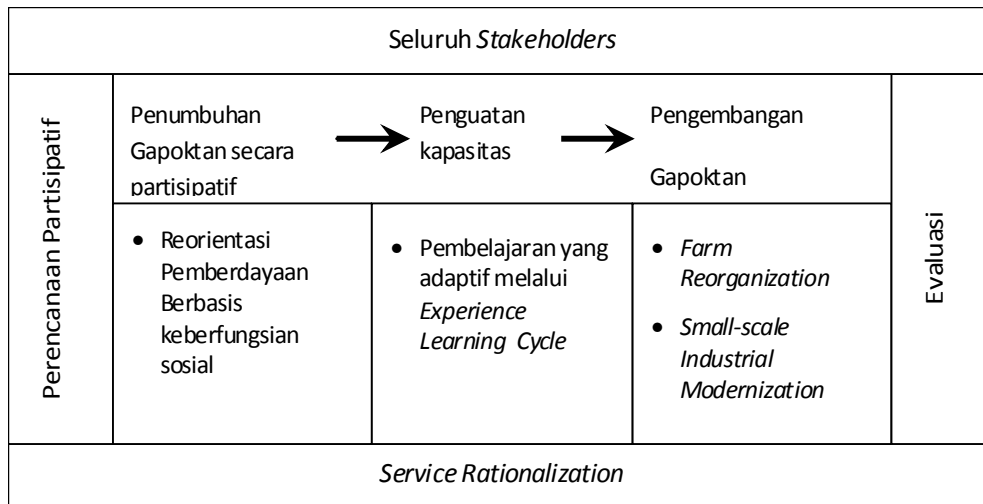 Seluruh Stakeholders
Perencanaan Partisipatif
Penumbuhan
Gapoktan secara
partisipatif
Penguatan
kapasitas
Pengembangan
Gapoktan
• Reorientasi
Pemberdayaan
Berbasis
keberfungsian
sosial
• Pembelajaran yang
adaptif melalui
Experience
Learning Cycle
• Farm
Reorganization
• Small-scale
Industrial
Modernization
Evaluasi
Service Rationalization